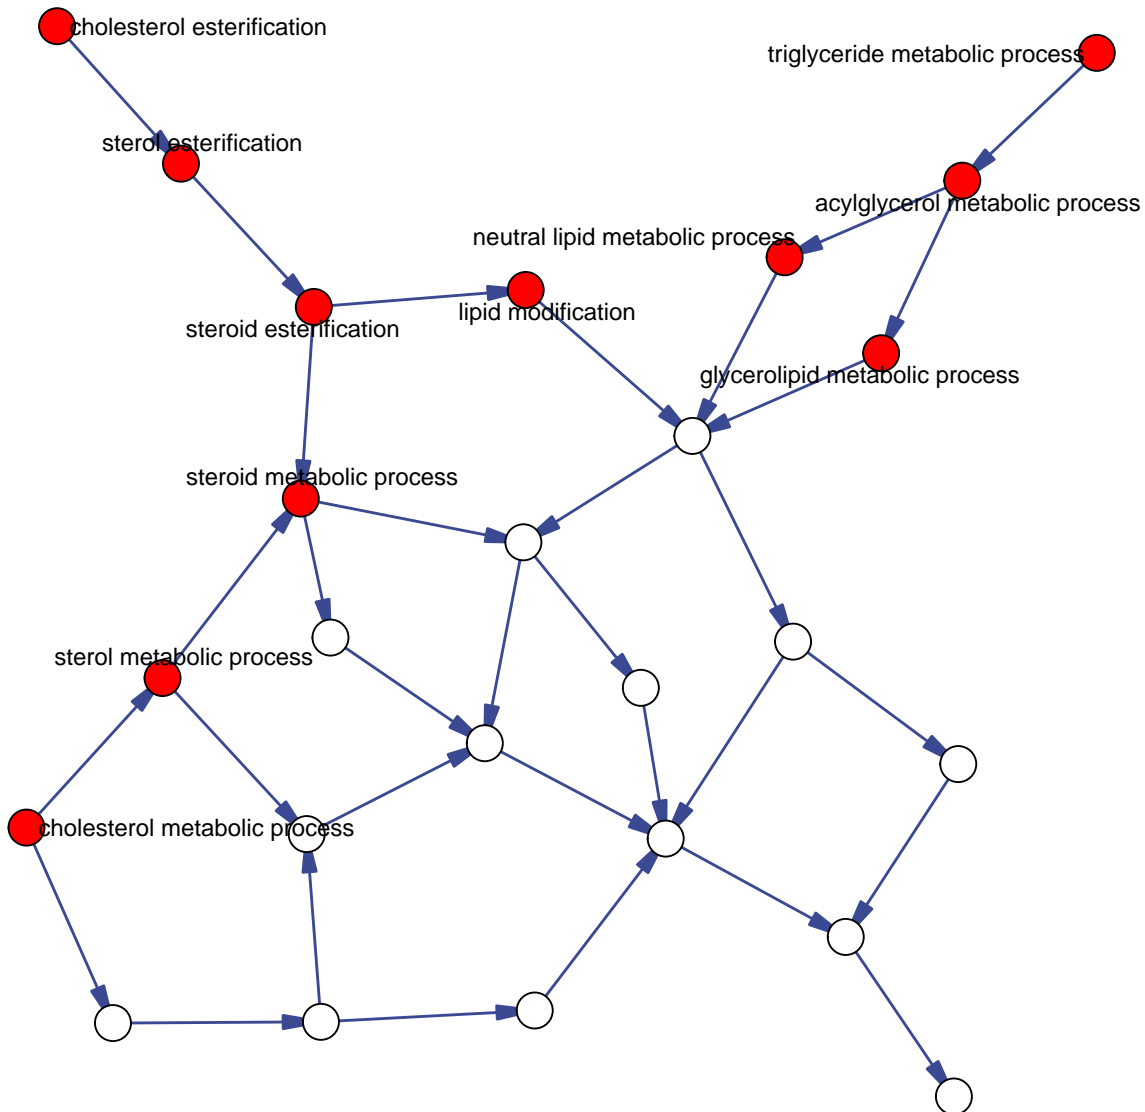 cholesterol esterification
triglyceride metabolic process
sterol esterification
acylglycerol metabolic process
neutral lipid metabolic process
lipid modification
steroid esterification
glycerolipid metabolic process
steroid metabolic process
sterol metabolic process
cholesterol metabolic process